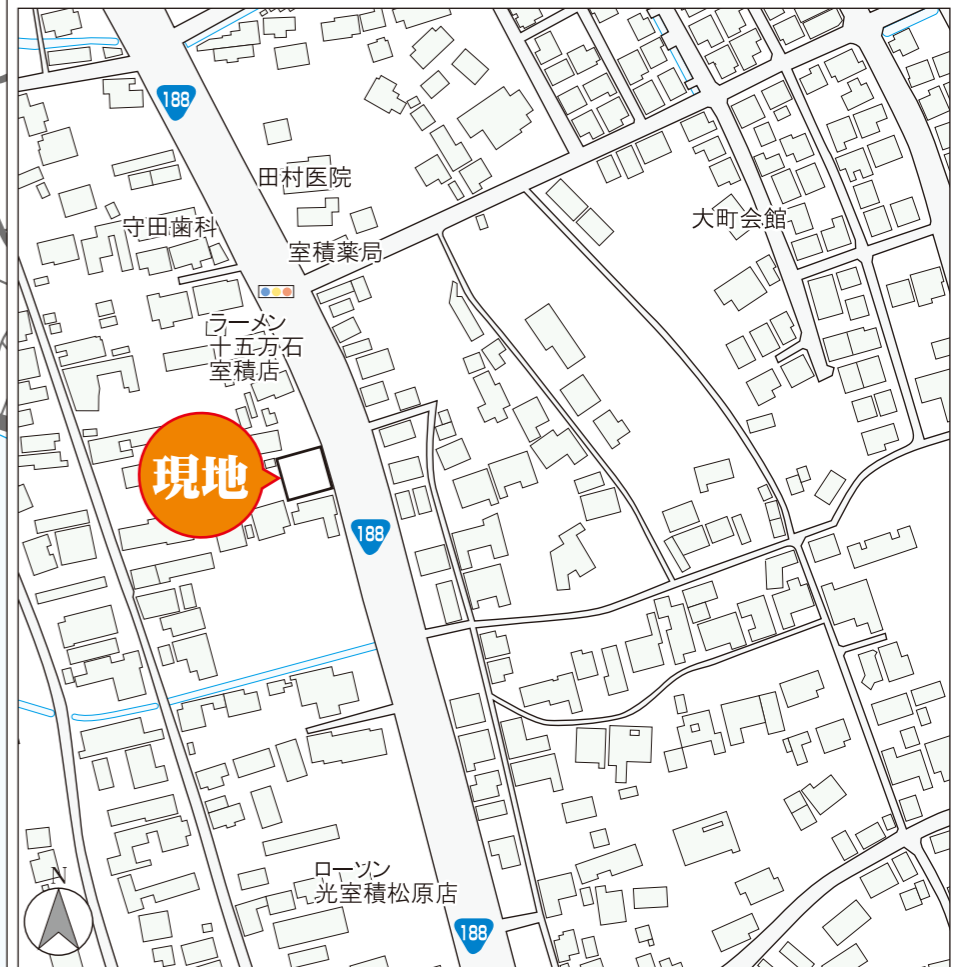 188
田村医院
守田歯科
大町会館
室積薬局
ラーメン
十五万石
室積店
現地
188
ローソン
光室積松原店
N
188